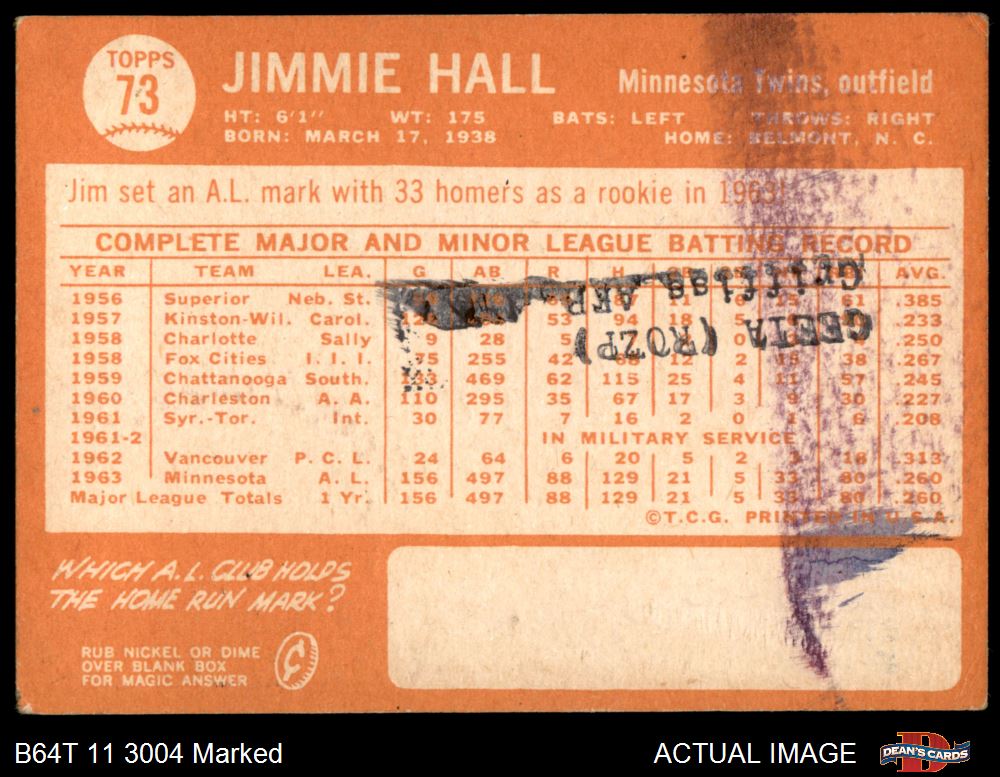 TOPPS
73
JIMMIE HALL
Minnesota Twins, outfield
HT: 6'1" WT: 175 BATS: LEFT THROWS: RIGHT
BORN: MARCH 17, 1938 HOME: BELMONT, N. C.
Jim set an A.L. mark with 33 homers as a rookie in 1963!
COMPLETE MAJOR AND MINOR LEAGUE BATTING RECORD
YEAR TEAM LEA. G AB R H AVG.
1956 Superior Neb. St. 87 61 .385
1957 Kinston-Wil. Carol. 53 18 5 .233
1958 Charlotte Sally 9 28 5 .250
1958 Fox Cities I. I. I. 75 255 42 12 2 38 .267
1959 Chattanooga South. 133 469 62 115 25 4 11 57 .245
1960 Charleston A. A. 110 295 35 67 17 3 9 30 .227
1961 Syr.-Tor. Int. 30 77 7 16 2 0 1 6 .208
1961-2 IN MILITARY SERVICE
1962 Vancouver P. C. L. 24 64 6 20 5 2 18 .313
1963 Minnesota A. L. 156 497 88 129 21 5 33 80 .260
Major League Totals 1 Yr. 156 497 88 129 21 5 33 80 .260
©T.C.G. PRINTED IN U.S.A.
GEETA (ROZP)
WHICH A.L. CLUB HOLDS
THE HOME RUN MARK?
RUB NICKEL OR DIME
OVER BLANK BOX
FOR MAGIC ANSWER
¢
B64T 11 3004 Marked
ACTUAL IMAGE
DEAN'S CARDS